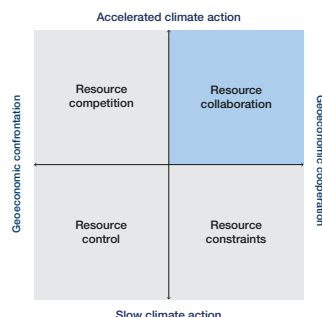 Accelerated climate action
Geoeconomic confrontation
Resource
competition
Resource
collaboration
Geoeconomic cooperation
Resource
control
Resource
constraints
Slow climate action